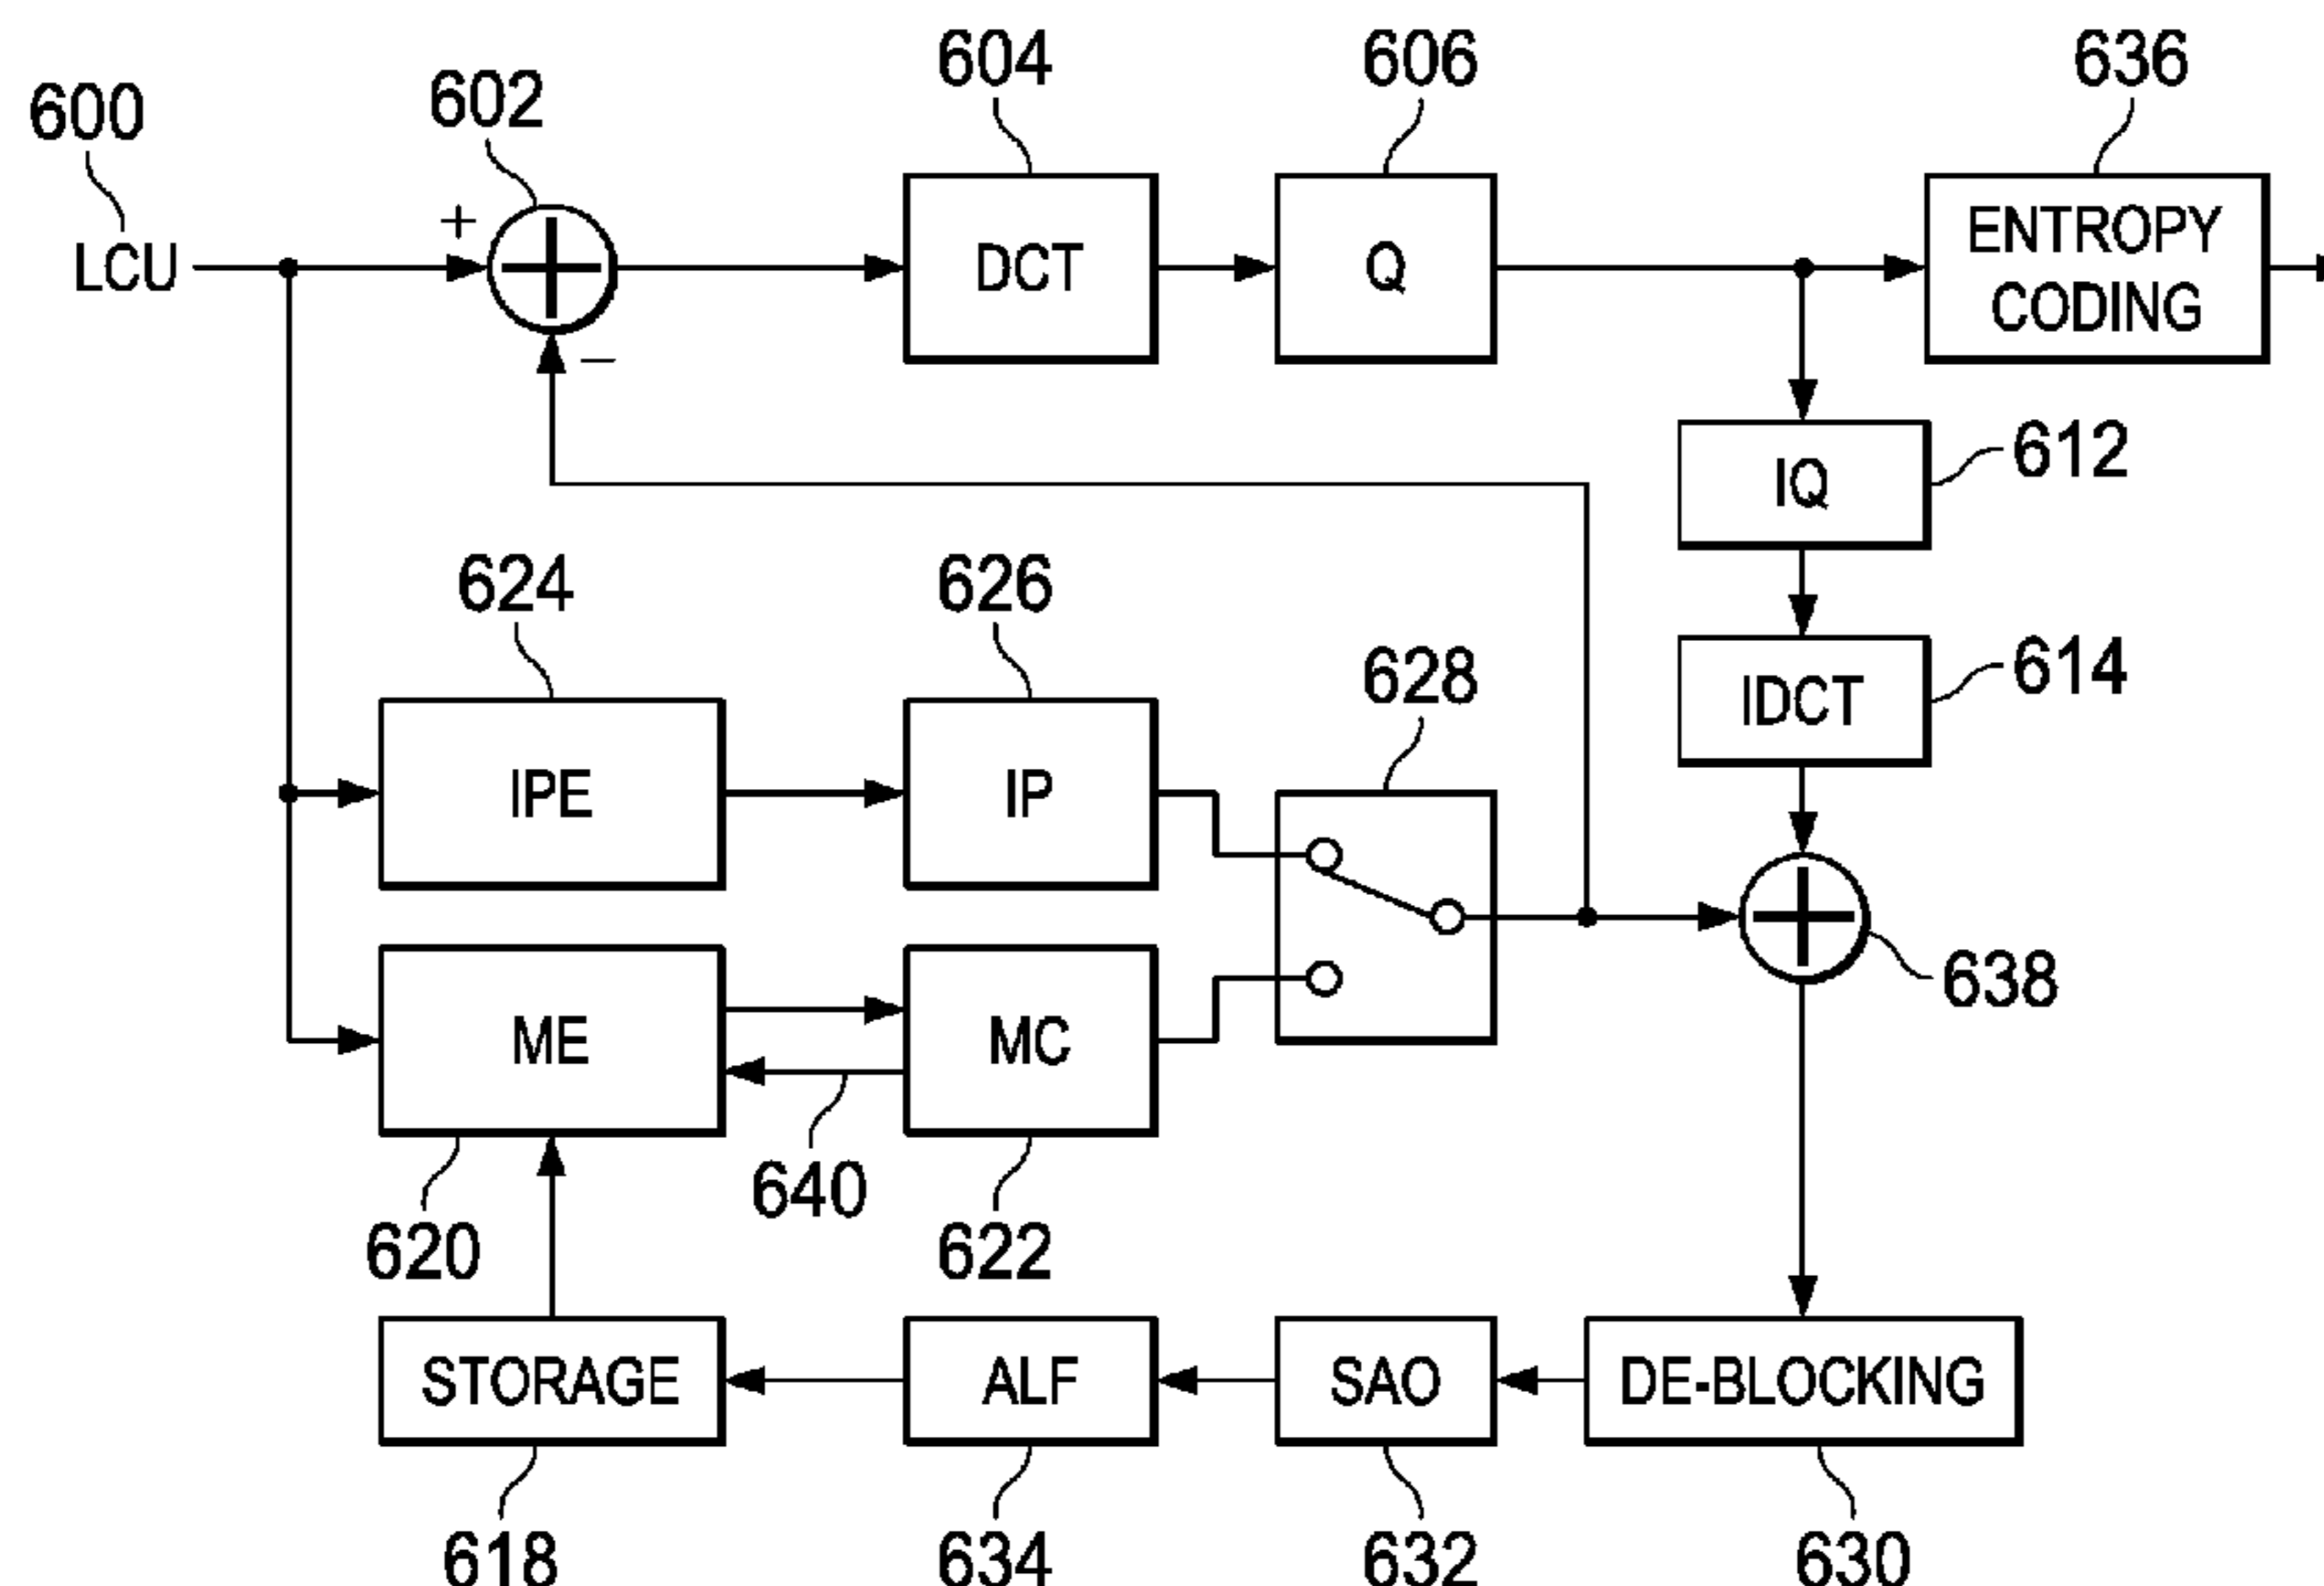 604
606
636
602
600
+
LCU
DCT
Q
ENTROPY
CODING
−
612
IQ
624
626
628
614
IDCT
IPE
IP
638
ME
MC
640
620
622
STORAGE
ALF
SAO
DE-BLOCKING
618
634
632
630